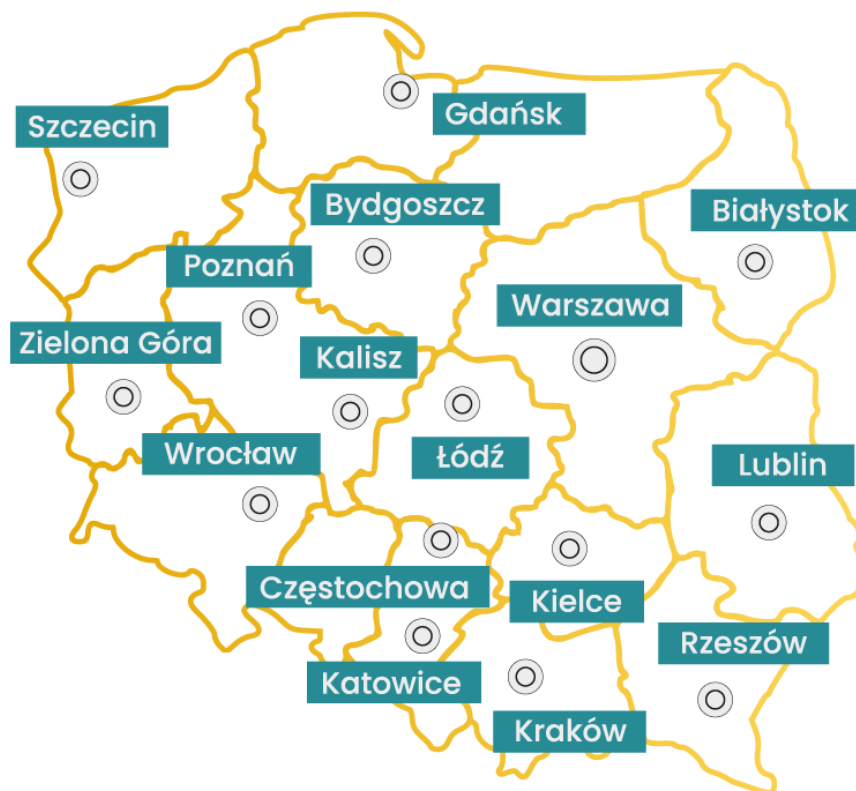 Gdańsk
Szczecin
Bydgoszcz
Białystok
Poznań
Warszawa
Zielona Góra
Kalisz
Wrocław
Łódź
Lublin
Częstochowa
Kielce
Rzeszów
Katowice
Kraków